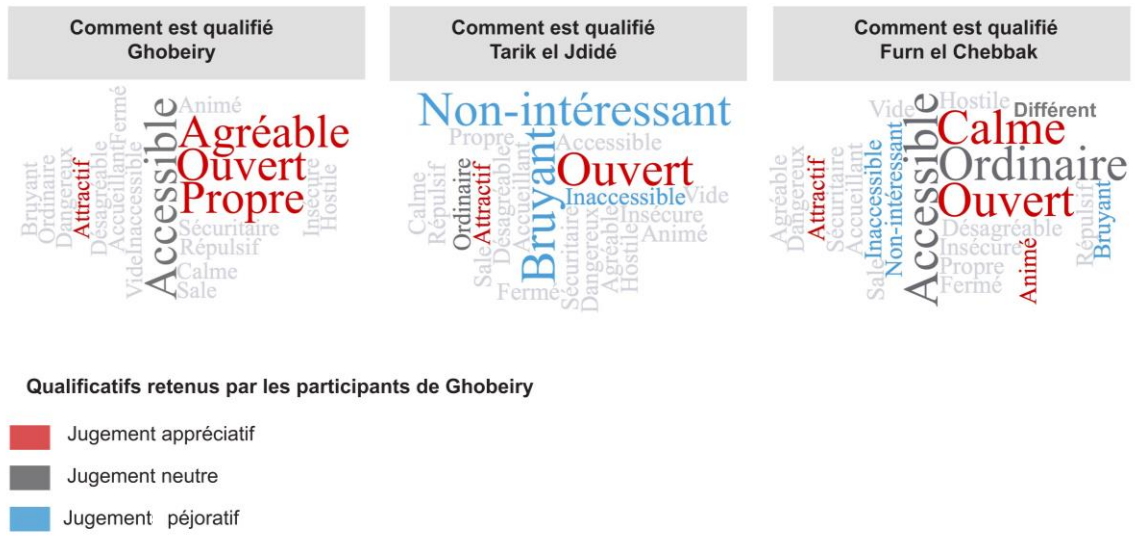 Comment est qualifié
Ghobeiry
Comment est qualifié
Tarik el Jdidé
Comment est qualifié
Furn el Chebbak
Bruyant
Ordinaire
Dangereux
Attractif
Désagréable
Accueillant
Fermé
Vide
Inaccessible
Accessible
Animé
Agréable
Ouvert
Propre
Sécuritaire
Répulsif
Calme
Sale
Insécure
Hostile
Non-intéressant
Propre
Calme
Répulsif
Ordinaire
Attractif
Sale
Désagréable
Accueillant
Fermé
Bruyant
Accessible
Ouvert
Inaccessible
Vide
Insécure
Animé
Sécuritaire
Dangereux
Agréable
Hostile
Vide
Agréable
Dangereux
Attractif
Sécuritaire
Accueillant
Sale
Inaccessible
Non-intéressant
Accessible
Hostile
Différent
Calme
Ordinaire
Ouvert
Désagréable
Insécure
Propre
Fermé
Animé
Répulsif
Bruyant
Qualificatifs retenus par les participants de Ghobeiry
Jugement appréciatif
Jugement neutre
Jugement péjoratif